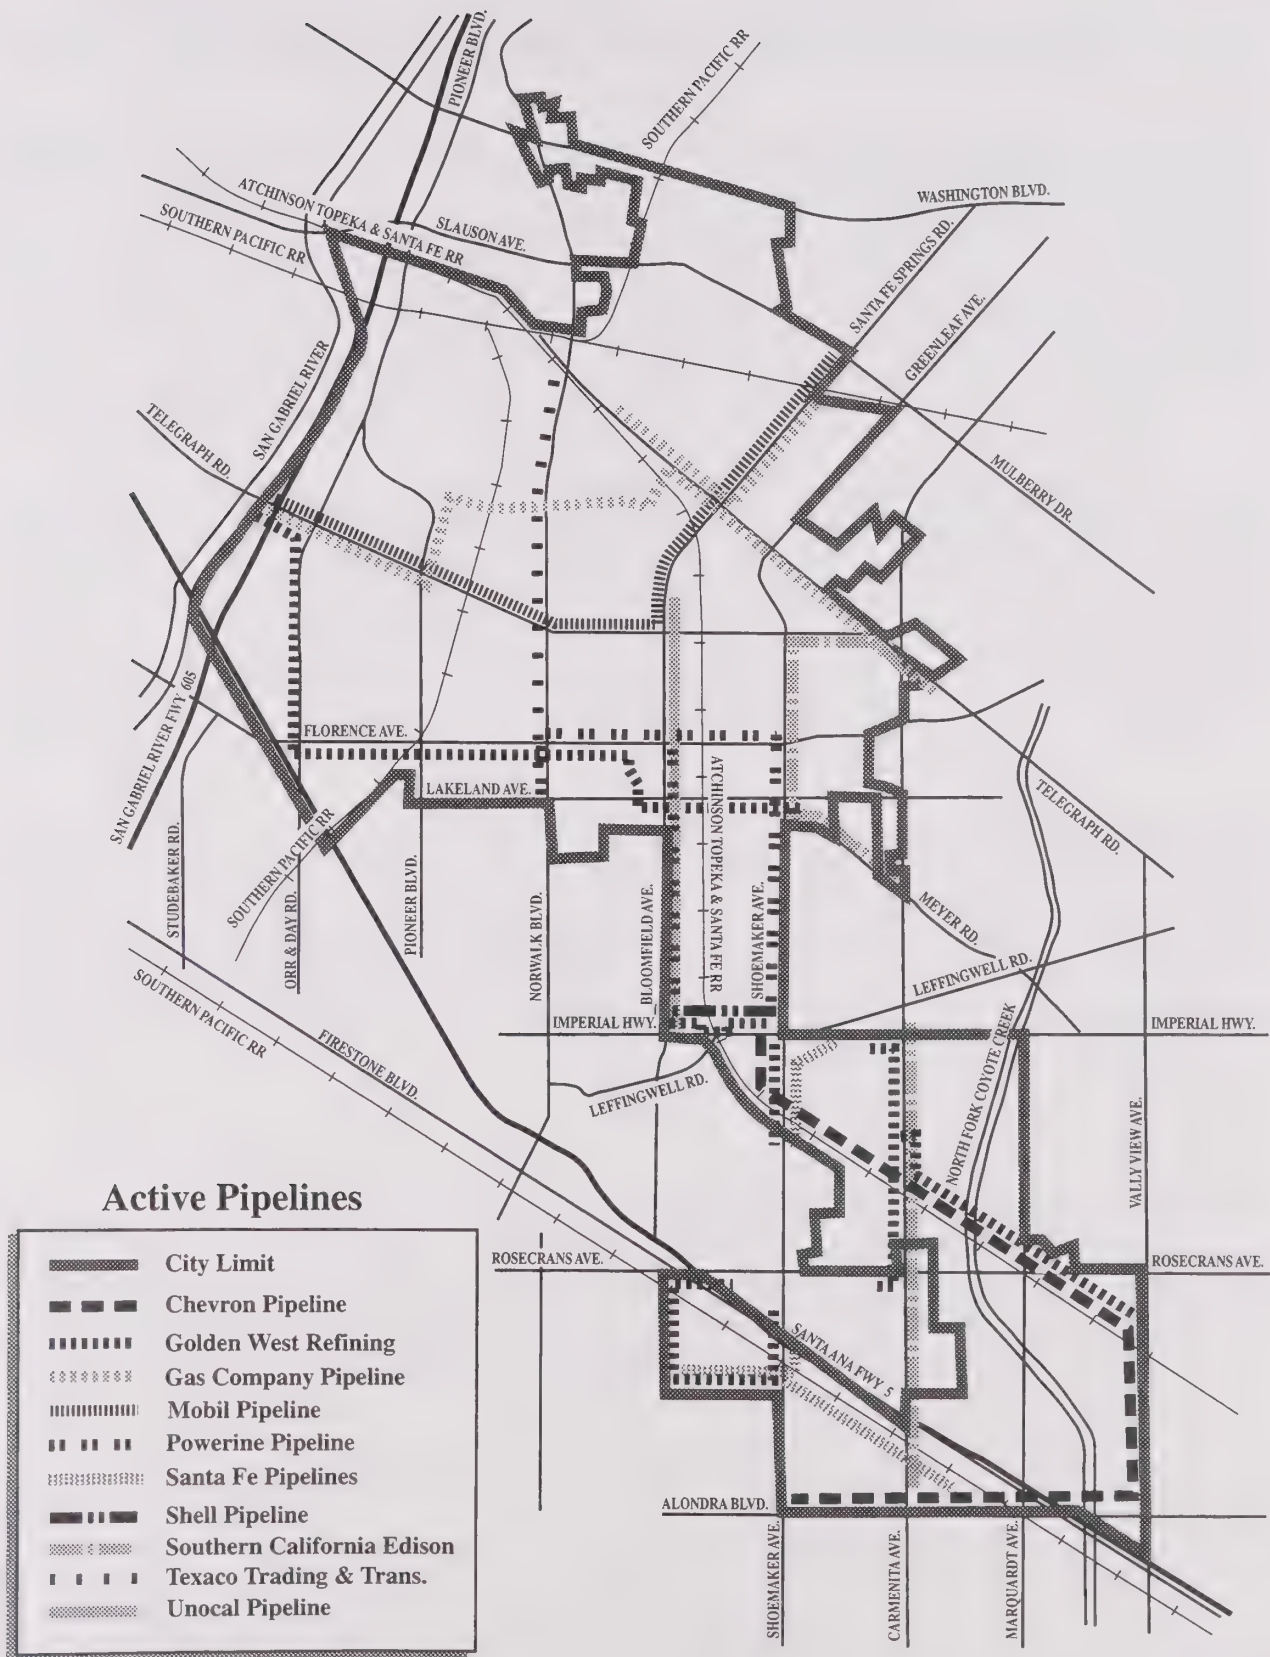 PIONEER BLVD.
SOUTHERN PACIFIC RR
WASHINGTON BLVD.
ATCHINSON TOPEKA & SANTA FE RR
SLAUSON AVE.
SOUTHERN PACIFIC RR
SANTA FE SPRINGS RD.
GREENLEAF AVE.
SAN GABRIEL RIVER
TELEGRAPH RD.
MULBERRY DR.
SAN GABRIEL RIVER FWY 605
FLORENCE AVE.
LAKELAND AVE.
ATCHINSON TOPEKA & SANTA FE RR
TELEGRAPH RD.
STUDEBAKER RD.
SOUTHERN PACIFIC RR
ORR & DAY RD.
PIONEER BLVD.
NORWALK BLVD.
BLOOMFIELD AVE.
SHOEMAKER AVE.
MEYER RD.
LEFFINGWELL RD.
SOUTHERN PACIFIC RR
FIRESTONE BLVD.
IMPERIAL HWY.
IMPERIAL HWY.
LEFFINGWELL RD.
NORTH FORK COYOTE CREEK
VALLY VIEW AVE.
ROSECRANS AVE.
ROSECRANS AVE.
SANTA ANA FWY 5
ALONDRA BLVD.
SHOEMAKER AVE.
CARMENITA AVE.
MARQUARDT AVE.
Active Pipelines
City Limit
Chevron Pipeline
Golden West Refining
Gas Company Pipeline
Mobil Pipeline
Powerine Pipeline
Santa Fe Pipelines
Shell Pipeline
Southern California Edison
Texaco Trading & Trans.
Unocal Pipeline